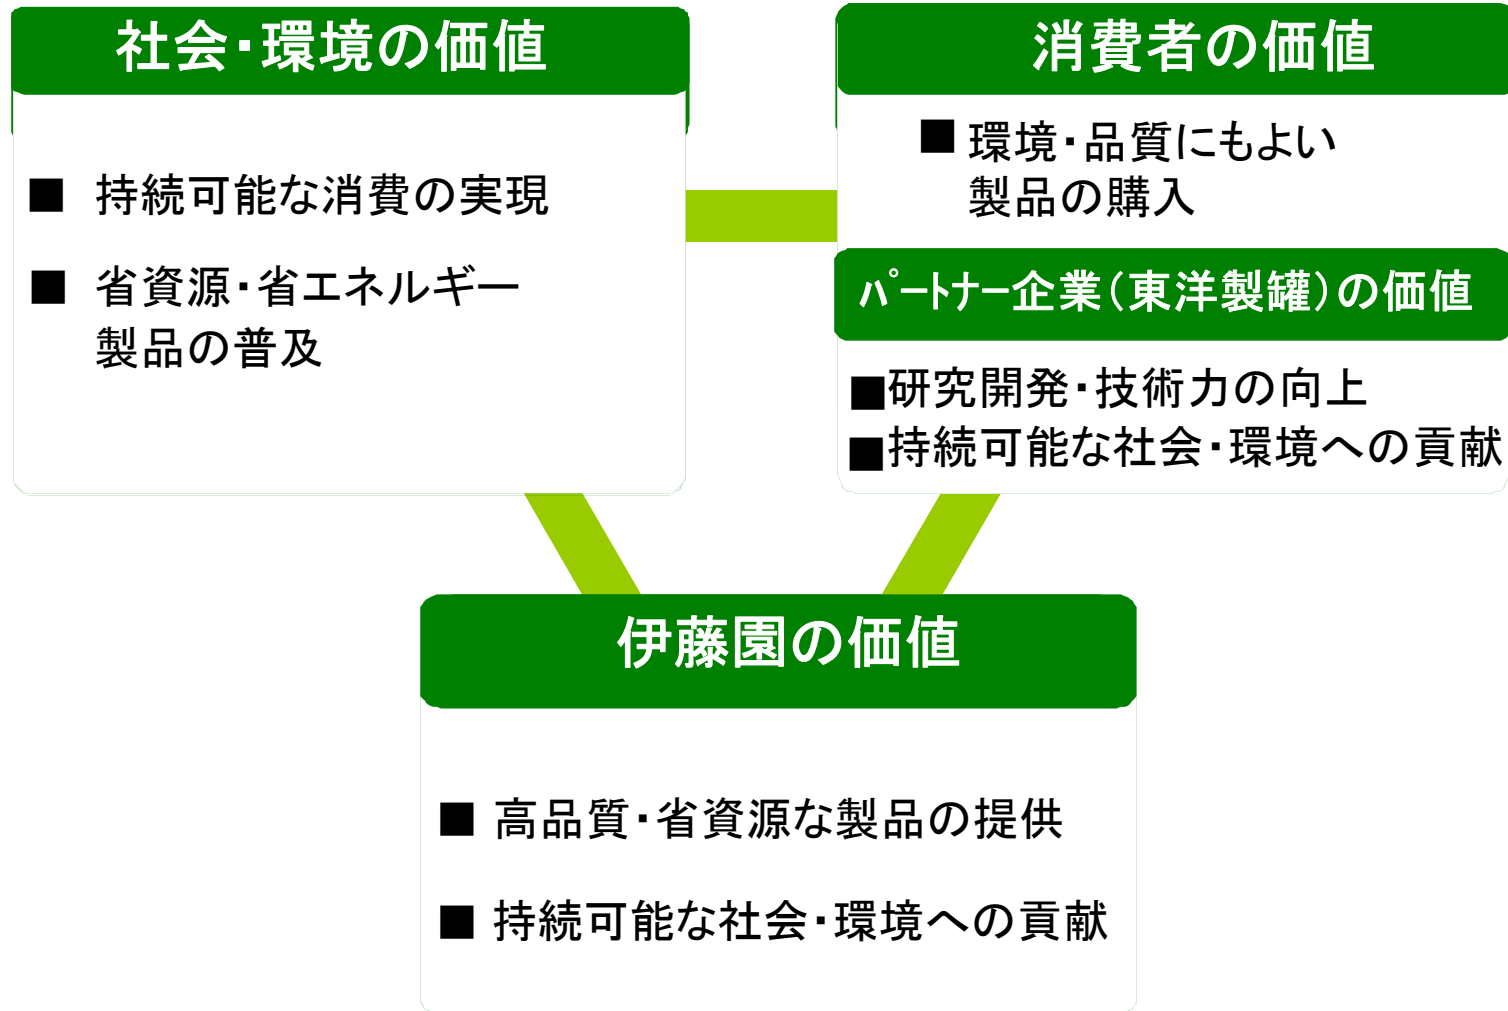 社会・環境の価値
■ 持続可能な消費の実現
■ 省資源・省エネルギー
製品の普及
消費者の価値
■ 環境・品質にもよい
製品の購入
ﾊﾟｰﾄﾅｰ企業(東洋製罐)の価値
■研究開発・技術力の向上
■持続可能な社会・環境への貢献
伊藤園の価値
■ 高品質・省資源な製品の提供
■ 持続可能な社会・環境への貢献